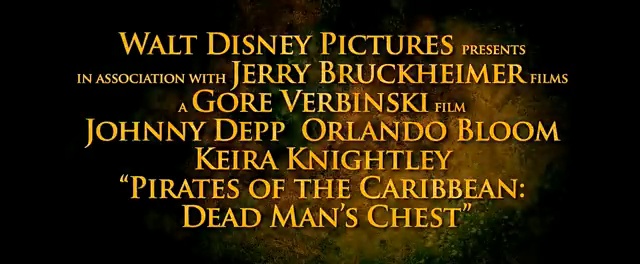 WALT DISNEY PICTURES PRESENTS
IN ASSOCIATION WITH JERRY BRUCKHEIMER FILMS
A GORE VERBINSKI FILM
JOHNNY DEPP ORLANDO BLOOM
KEIRA KNIGHTLEY
“PIRATES OF THE CARIBBEAN:
DEAD MAN’S CHEST”